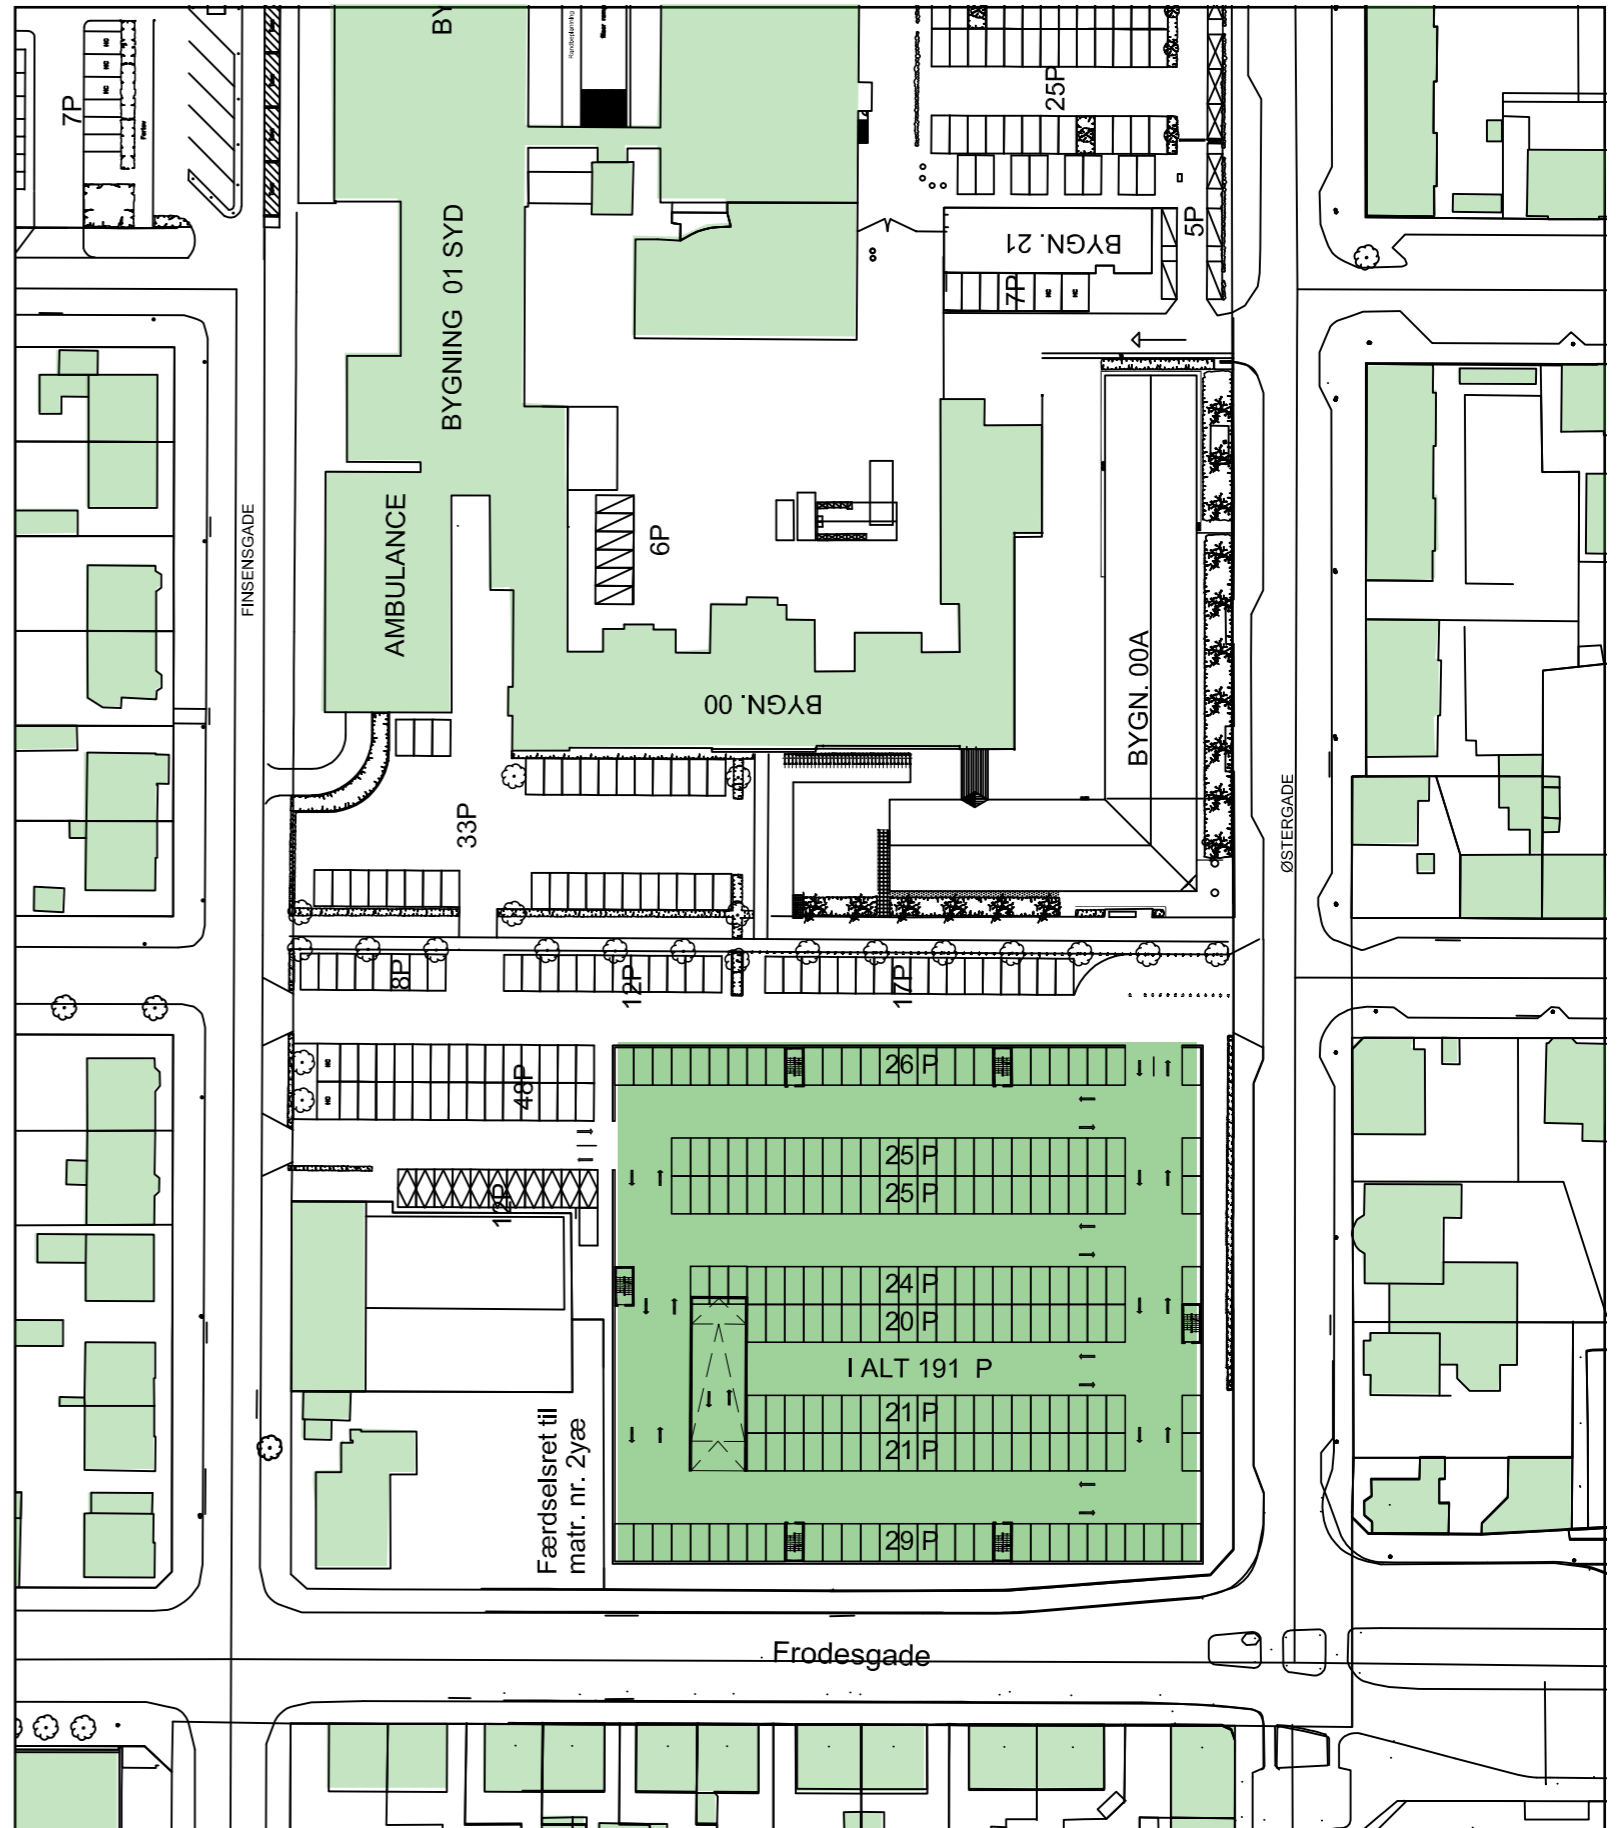 BY
7P
25P
5P
BYGN. 21
7P
BYGNING 01 SYD
FINSENSGADE
AMBULANCE
6P
BYGN. 00
BYGN. 00A
ØSTERGADE
33P
8P
12P
17P
48P
12P
26 P
25 P
25 P
24 P
20 P
I ALT 191 P
21 P
21 P
29 P
Færdselsret til
matr. nr. 2yæ
Frodesgade